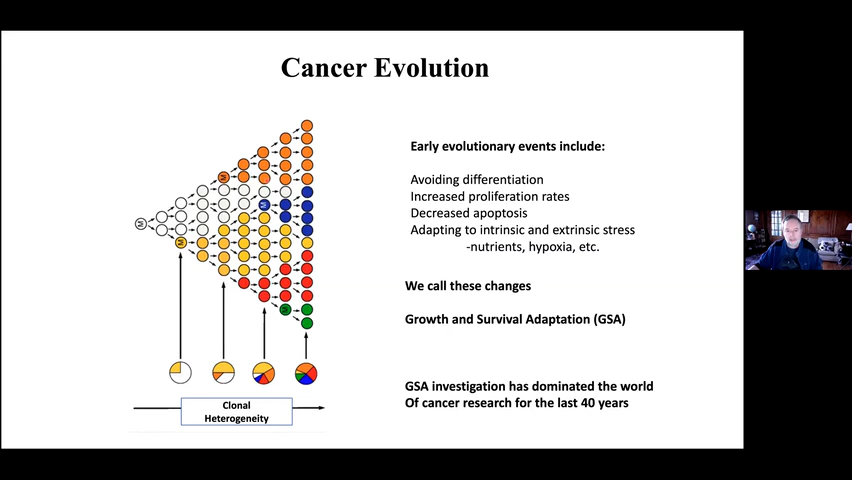 Cancer Evolution
Early evolutionary events include:
Avoiding differentiation
Increased proliferation rates
Decreased apoptosis
Adapting to intrinsic and extrinsic stress
-nutrients, hypoxia, etc.
We call these changes
Growth and Survival Adaptation (GSA)
GSA investigation has dominated the world
Of cancer research for the last 40 years
M
M
M
M
M
Clonal
Heterogeneity